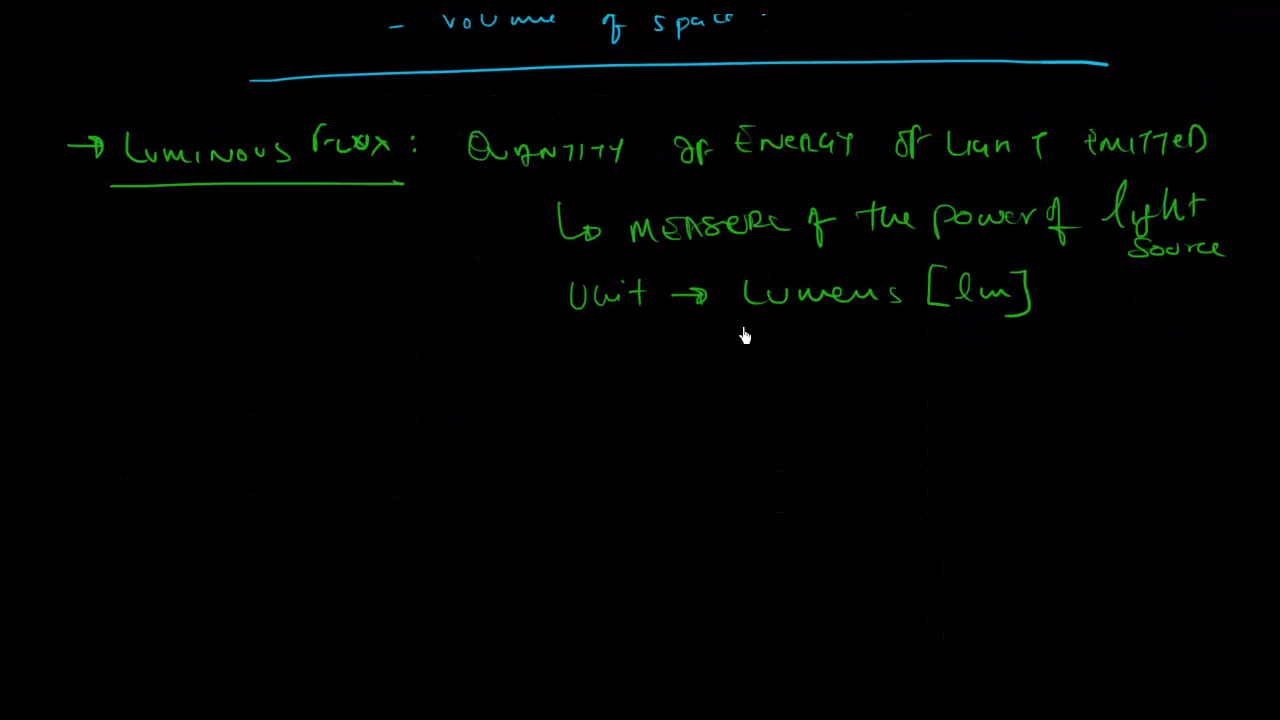 - volume of space.
→ LUMINOUS FLUX : QUANTITY OF ENERGY OF LIGHT EMITTED
↳ MEASURE of the power of light source
Unit → Lumens [lm]